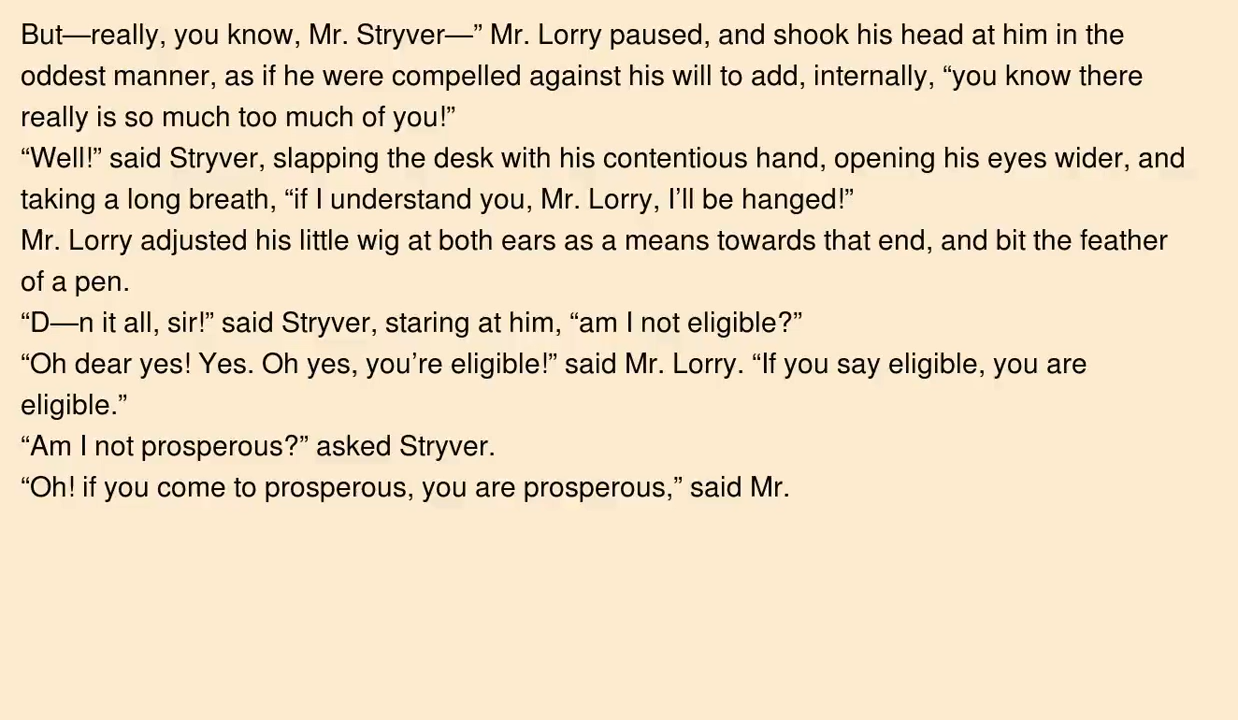 But—really, you know, Mr. Stryver—” Mr. Lorry paused, and shook his head at him in the
oddest manner, as if he were compelled against his will to add, internally, “you know there
really is so much too much of you!”
“Well!” said Stryver, slapping the desk with his contentious hand, opening his eyes wider, and
taking a long breath, “if I understand you, Mr. Lorry, I’ll be hanged!”
Mr. Lorry adjusted his little wig at both ears as a means towards that end, and bit the feather
of a pen.
“D—n it all, sir!” said Stryver, staring at him, “am I not eligible?”
“Oh dear yes! Yes. Oh yes, you’re eligible!” said Mr. Lorry. “If you say eligible, you are
eligible.”
“Am I not prosperous?” asked Stryver.
“Oh! if you come to prosperous, you are prosperous,” said Mr.